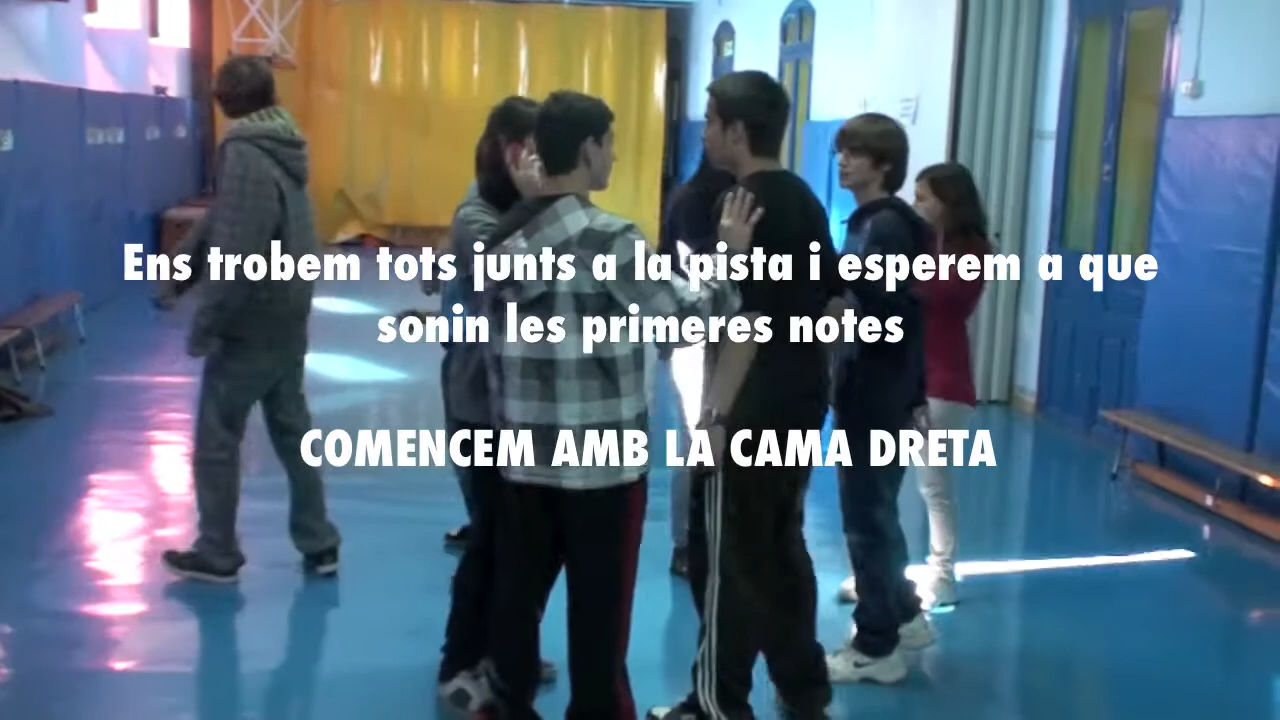 Ens trobem tots junts a la pista i esperem a que
sonin les primeres notes
COMENCEM AMB LA CAMA DRETA